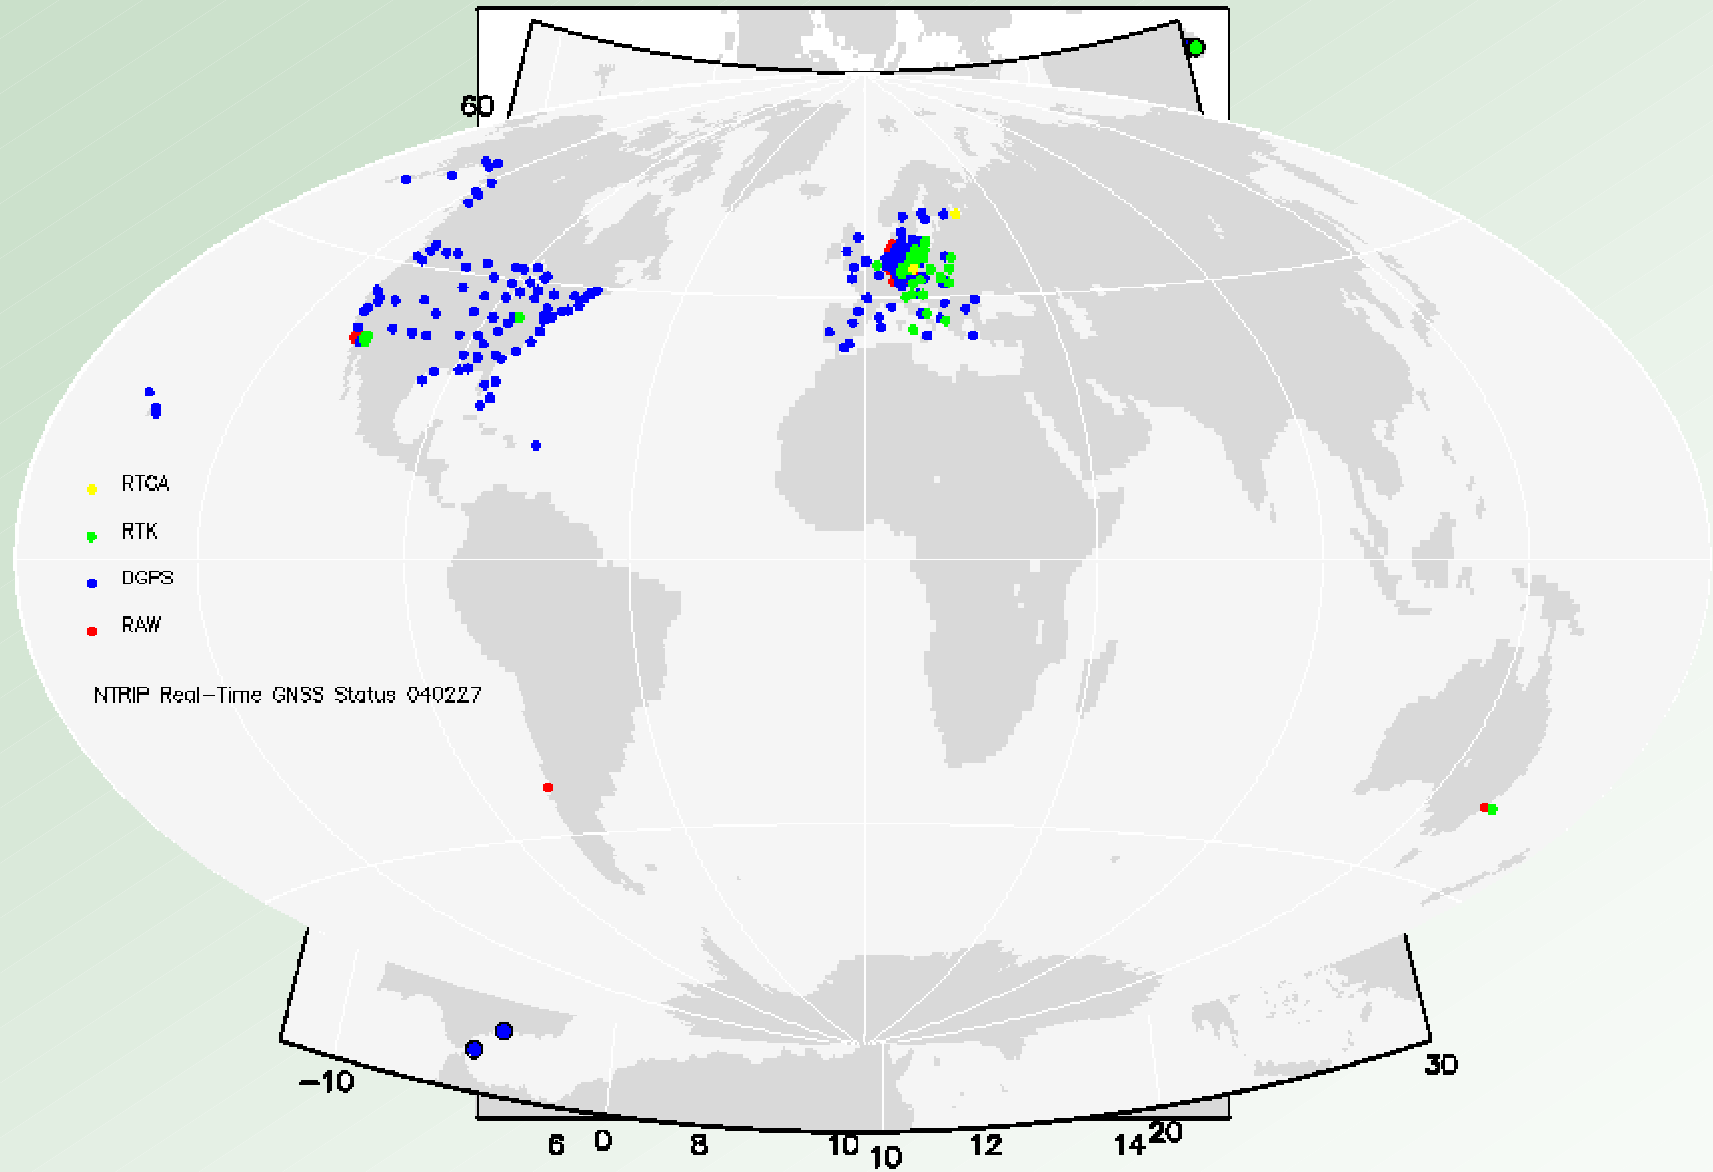 60
RTCA
RTK
DGPS
RAW
NTRIP Real-Time GNSS Status 040227
-10
30
6 0 8 10 10 12 14 20